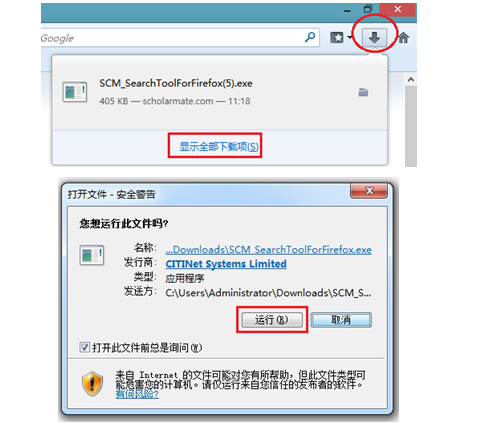 Google
SCM_SearchToolForFirefox(5).exe
405 KB — scholarmate.com — 11:18
显示全部下载项(S)
打开文件 - 安全警告
您想运行此文件吗?
名称: ...Downloads\SCM_SearchToolForFirefox.exe
发行商: CITINet Systems Limited
类型: 应用程序
发送方: C:\Users\Administrator\Downloads\SCM_S...
运行(R) 取消
打开此文件前总是询问(W)
来自 Internet 的文件可能对您有所帮助，但此文件类型可
能危害您的计算机。请仅运行来自您信任的发布者的软件。
有何风险?